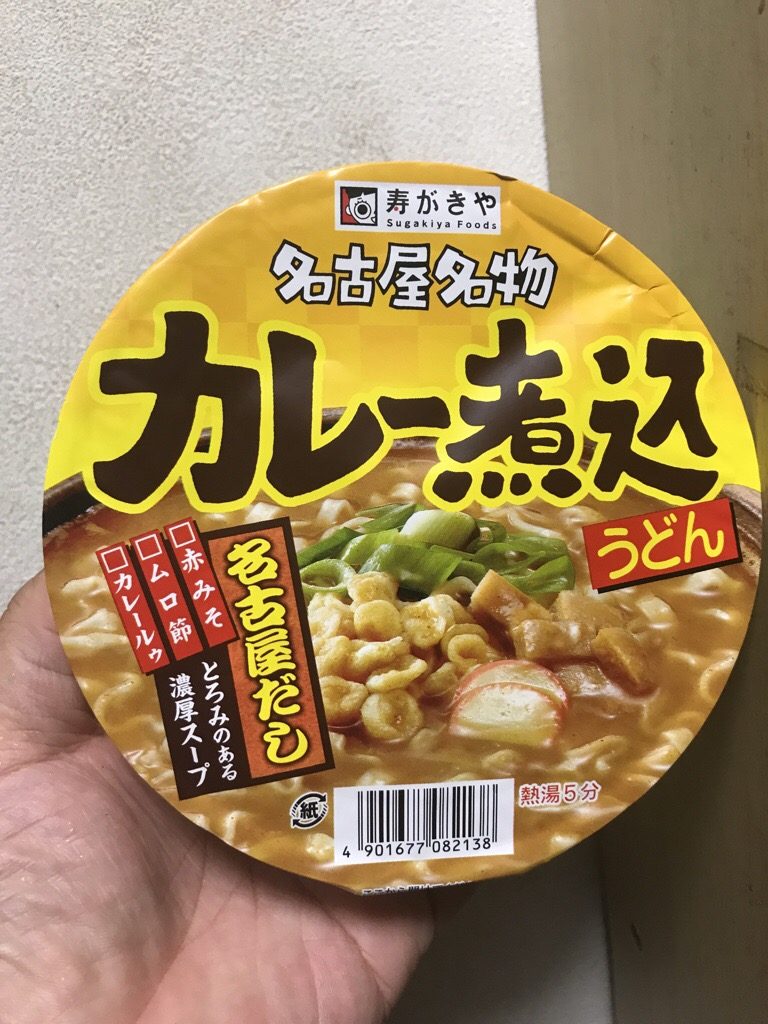 寿がきや
Sugakiya Foods
名古屋名物
カレー煮込
うどん
名古屋だし
□赤みそ
□ムロ節
□カレールゥ
とろみのある
濃厚スープ
熱湯5分
紙
4 901677 082138